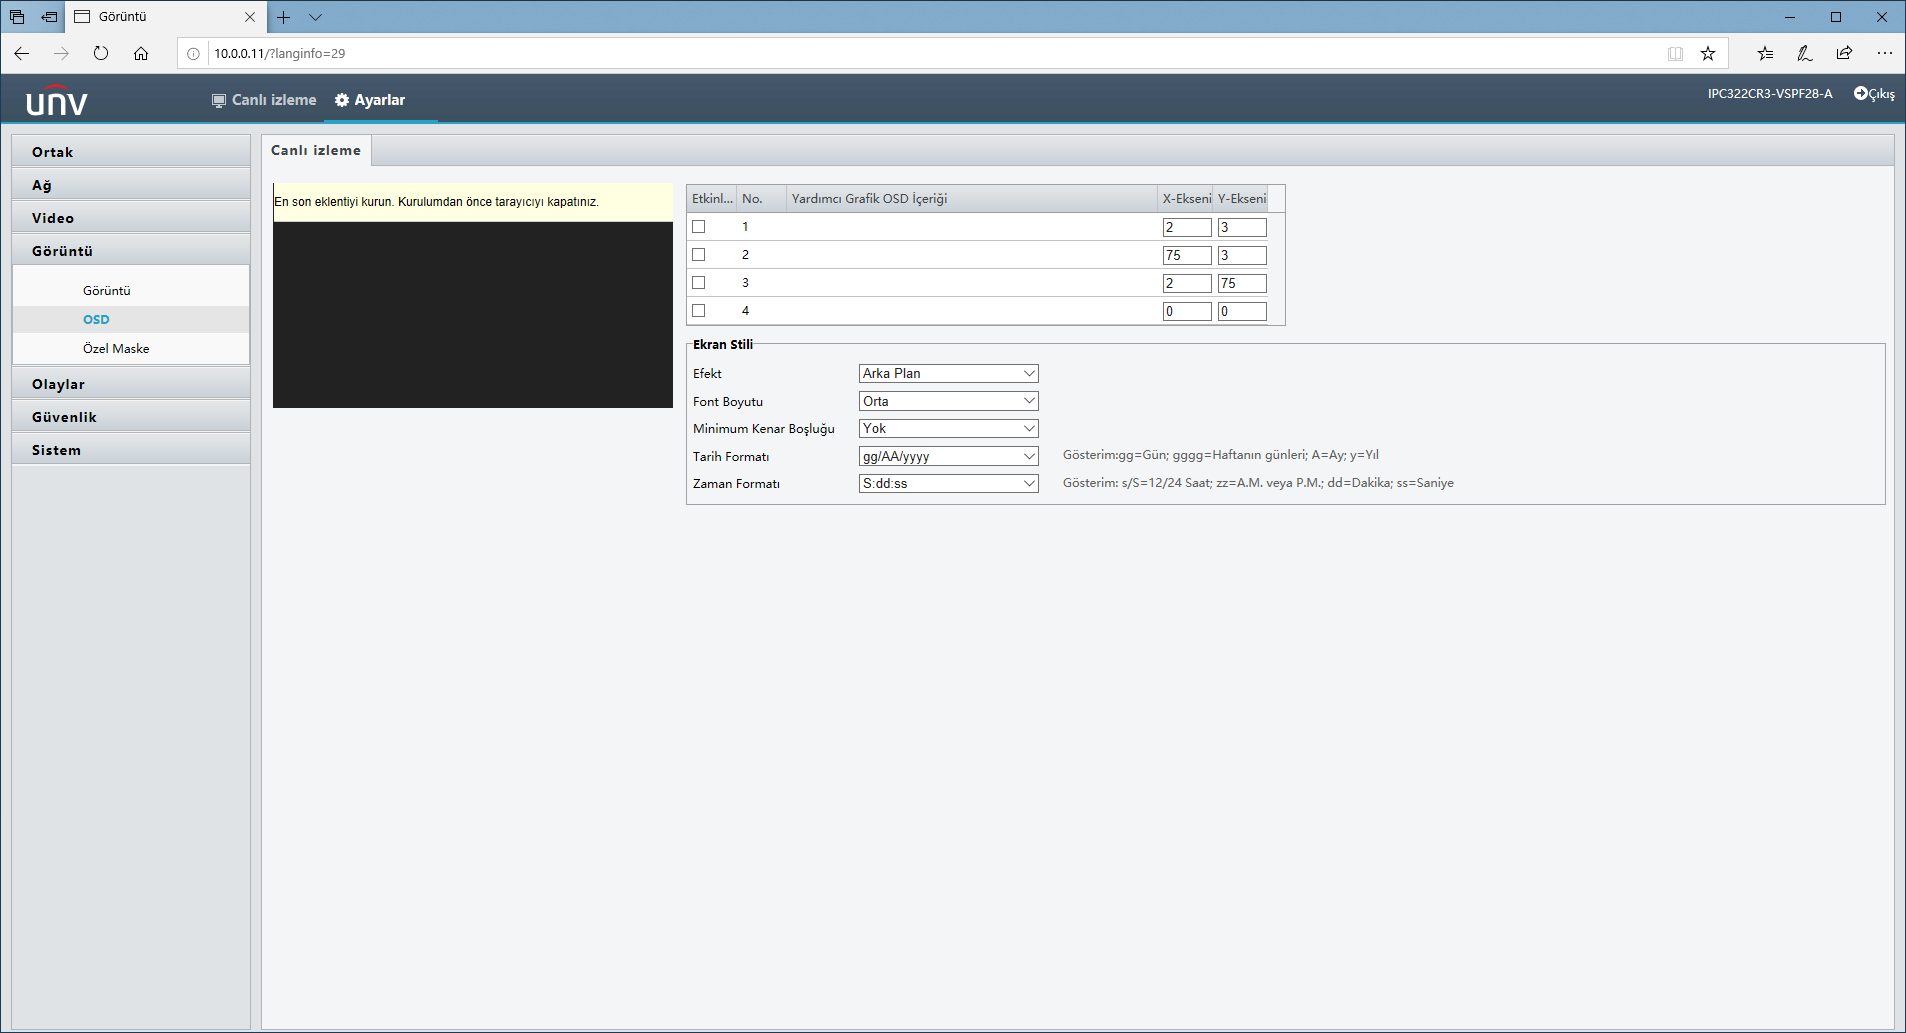 Görüntü
10.0.0.11/?langinfo=29
unv
Canlı izleme
Ayarlar
IPC322CR3-VSPF28-A
Çıkış
Ortak
Ağ
Video
Görüntü
Görüntü
OSD
Özel Maske
Olaylar
Güvenlik
Sistem
Canlı izleme
En son eklentiyi kurun. Kurulumdan önce tarayıcıyı kapatınız.
Etkinl... No. Yardımcı Grafik OSD İçeriği X-Ekseni Y-Ekseni
1 2 3
2 75 3
3 2 75
4 0 0
Ekran Stili
Efekt Arka Plan
Font Boyutu Orta
Minimum Kenar Boşluğu Yok
Tarih Formatı gg/AA/yyyy Gösterim:gg=Gün; gggg=Haftanın günleri; A=Ay; y=Yıl
Zaman Formatı S:dd:ss Gösterim: s/S=12/24 Saat; zz=A.M. veya P.M.; dd=Dakika; ss=Saniye